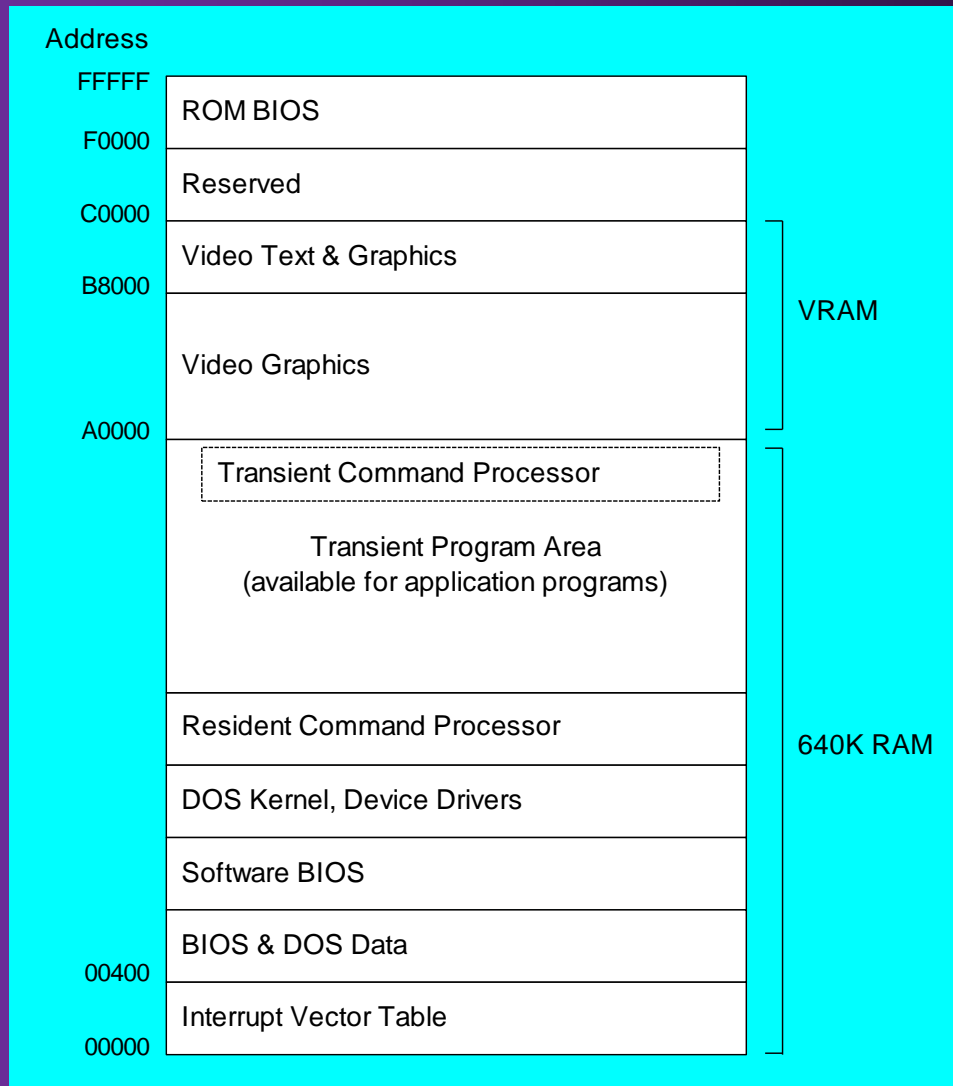 Address
FFFFF
ROM BIOS
F0000
Reserved
C0000
Video Text & Graphics
B8000
VRAM
Video Graphics
A0000
Transient Command Processor
Transient Program Area
(available for application programs)
Resident Command Processor
640K RAM
DOS Kernel, Device Drivers
Software BIOS
BIOS & DOS Data
00400
Interrupt Vector Table
00000